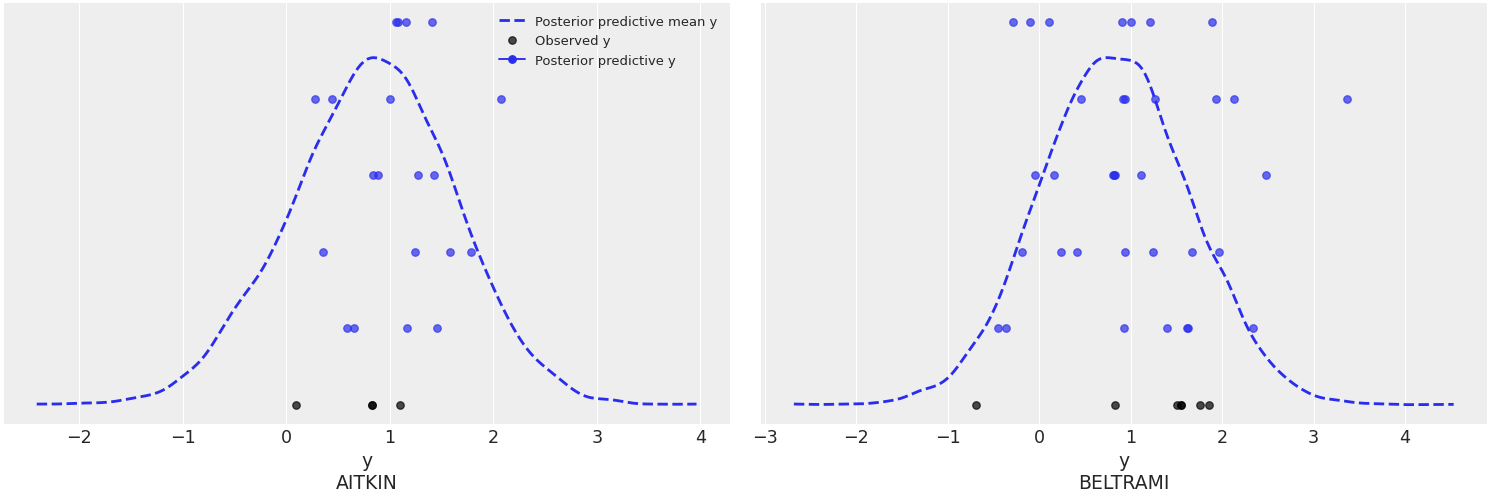 Posterior predictive mean y
Observed y
Posterior predictive y
−2 −1 0 1 2 3 4
y
AITKIN
−3 −2 −1 0 1 2 3 4
y
BELTRAMI